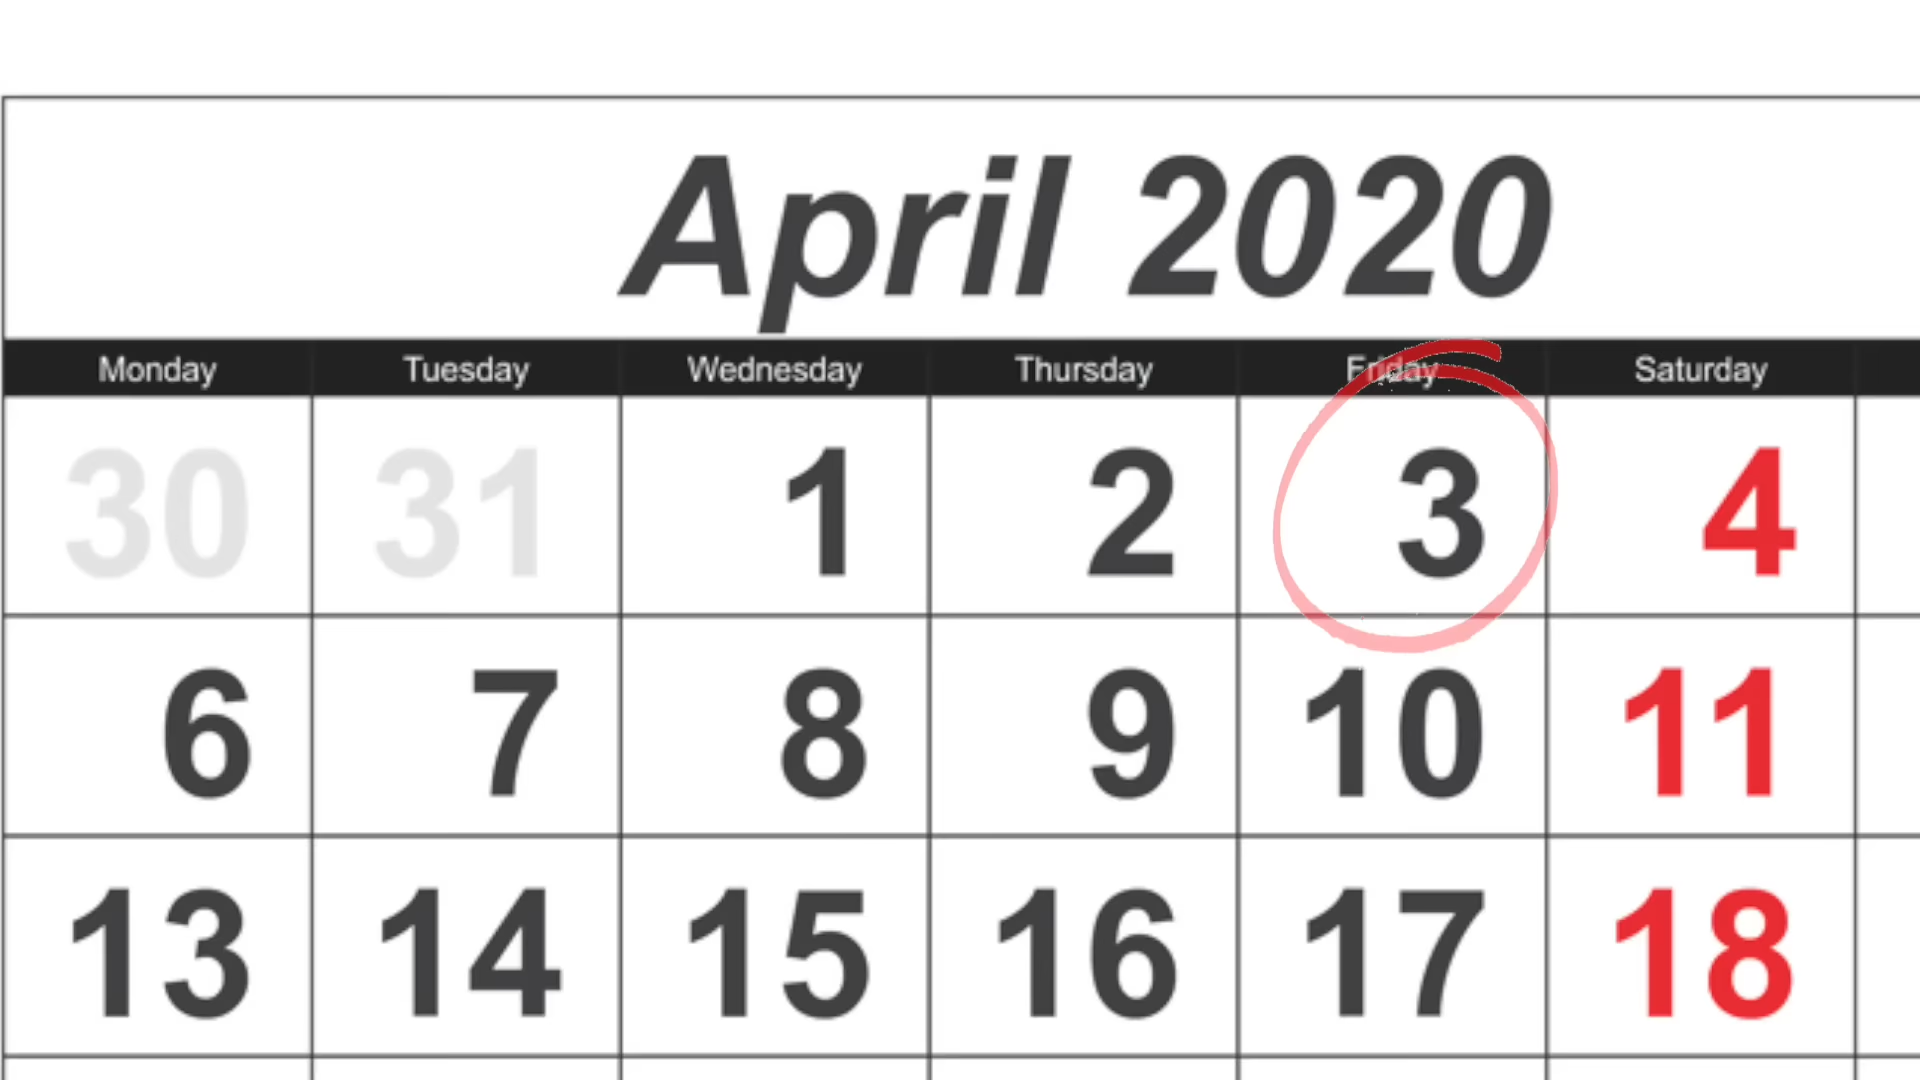 April 2020
Monday Tuesday Wednesday Thursday Friday Saturday
30 31 1 2 3 4
6 7 8 9 10 11
13 14 15 16 17 18